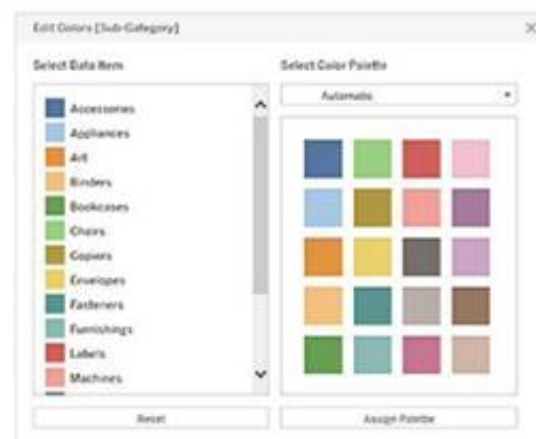 Edit Colors [Sub-Category]
Select Data Item
Select Color Palette
Automatic
Accessories
Appliances
Art
Binders
Bookcases
Chairs
Copiers
Envelopes
Fasteners
Furnishings
Labels
Machines
Reset
Assign Palette